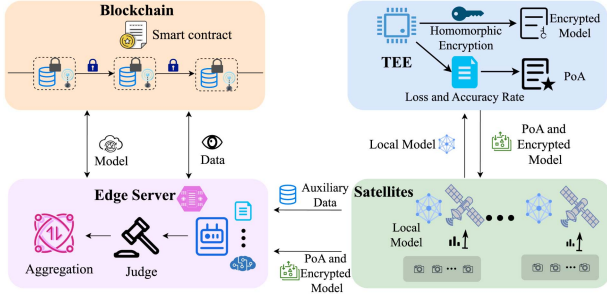 Blockchain
Smart contract
Homomorphic
Encryption
Encrypted
Model
TEE
PoA
Loss and Accuracy Rate
Model
Data
Local Model
PoA and
Encrypted
Model
Edge Server
Auxiliary
Data
Satellites
Local
Model
Aggregation
Judge
PoA and
Encrypted
Model